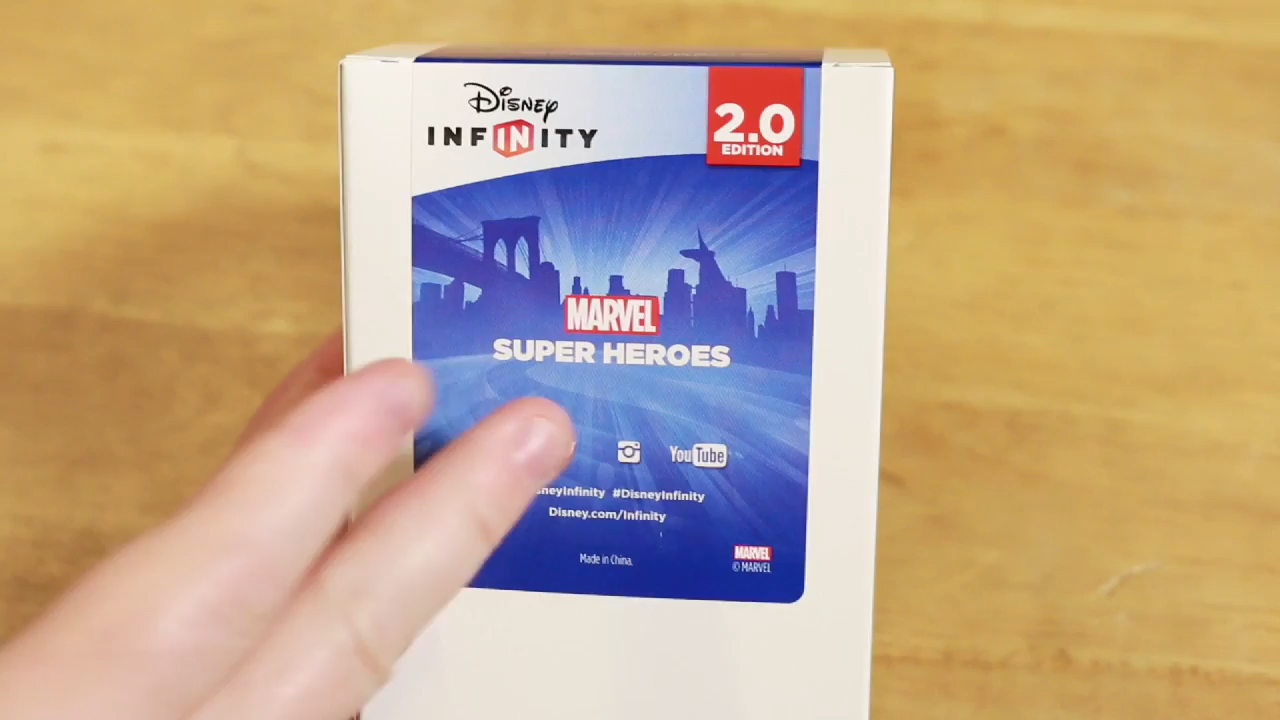 Disney
INFINITY
2.0
EDITION
MARVEL
SUPER HEROES
YouTube
#DisneyInfinity
Disney.com/Infinity
Made in China.
MARVEL
© MARVEL